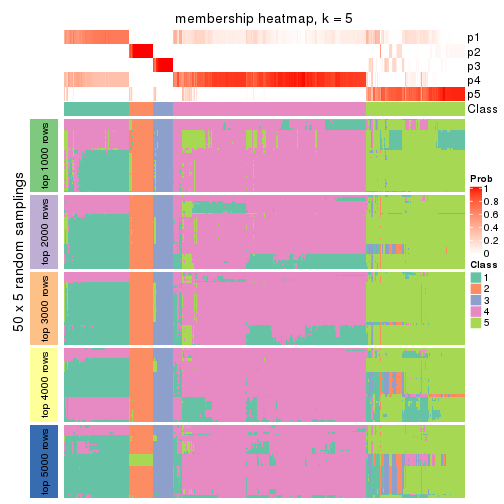 membership heatmap, k = 5
p1
p2
p3
p4
p5
Class
50 x 5 random samplings
top 1000 rows
top 2000 rows
top 3000 rows
top 4000 rows
top 5000 rows
Prob
1
0.8
0.6
0.4
0.2
0
Class
1
2
3
4
5